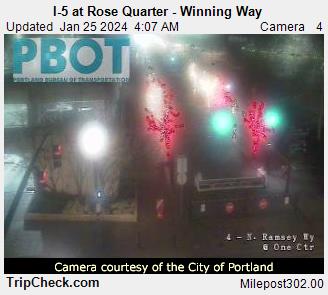 I-5 at Rose Quarter - Winning Way
Updated Jan 25 2024 4:07 AM Camera 4
PBOT
PORTLAND BUREAU OF TRANSPORTATION
4 - N. Ramsey Wy
@ One Ctr
Camera courtesy of the City of Portland
TripCheck.com Milepost302.00